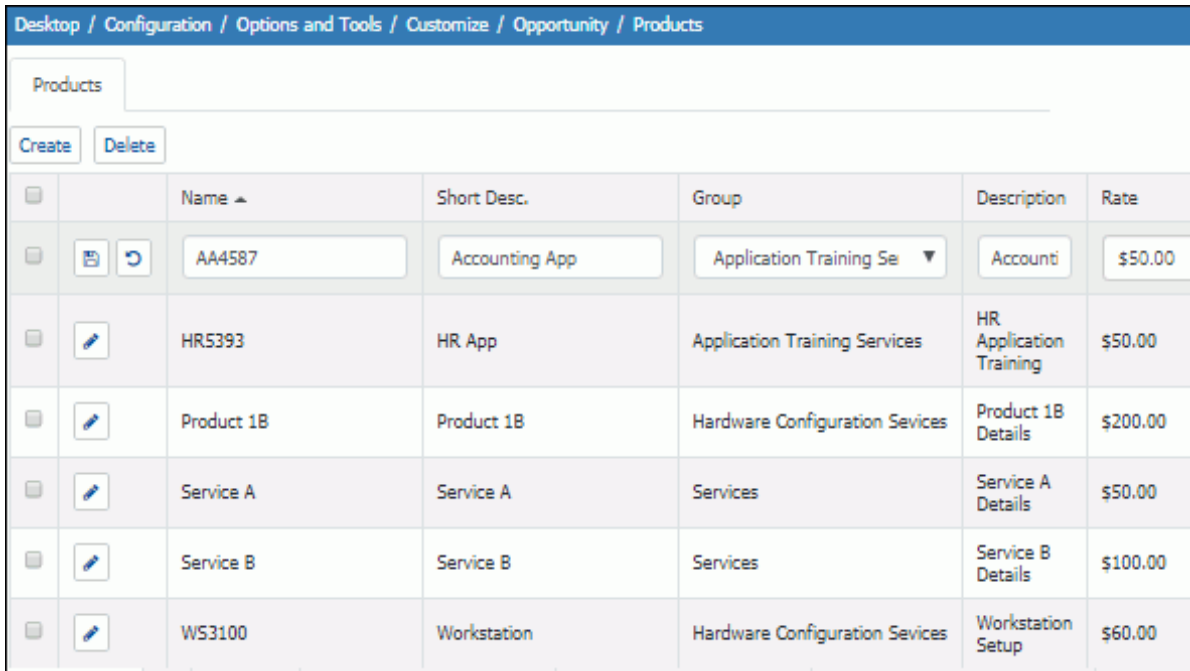 Desktop / Configuration / Options and Tools / Customize / Opportunity / Products
Products
Create Delete
Name Short Desc. Group Description Rate
AA4587 Accounting App Application Training Se Accounti $50.00
HR5393 HR App Application Training Services HR Application Training $50.00
Product 1B Product 1B Hardware Configuration Sevices Product 1B Details $200.00
Service A Service A Services Service A Details $50.00
Service B Service B Services Service B Details $100.00
WS3100 Workstation Hardware Configuration Sevices Workstation Setup $60.00